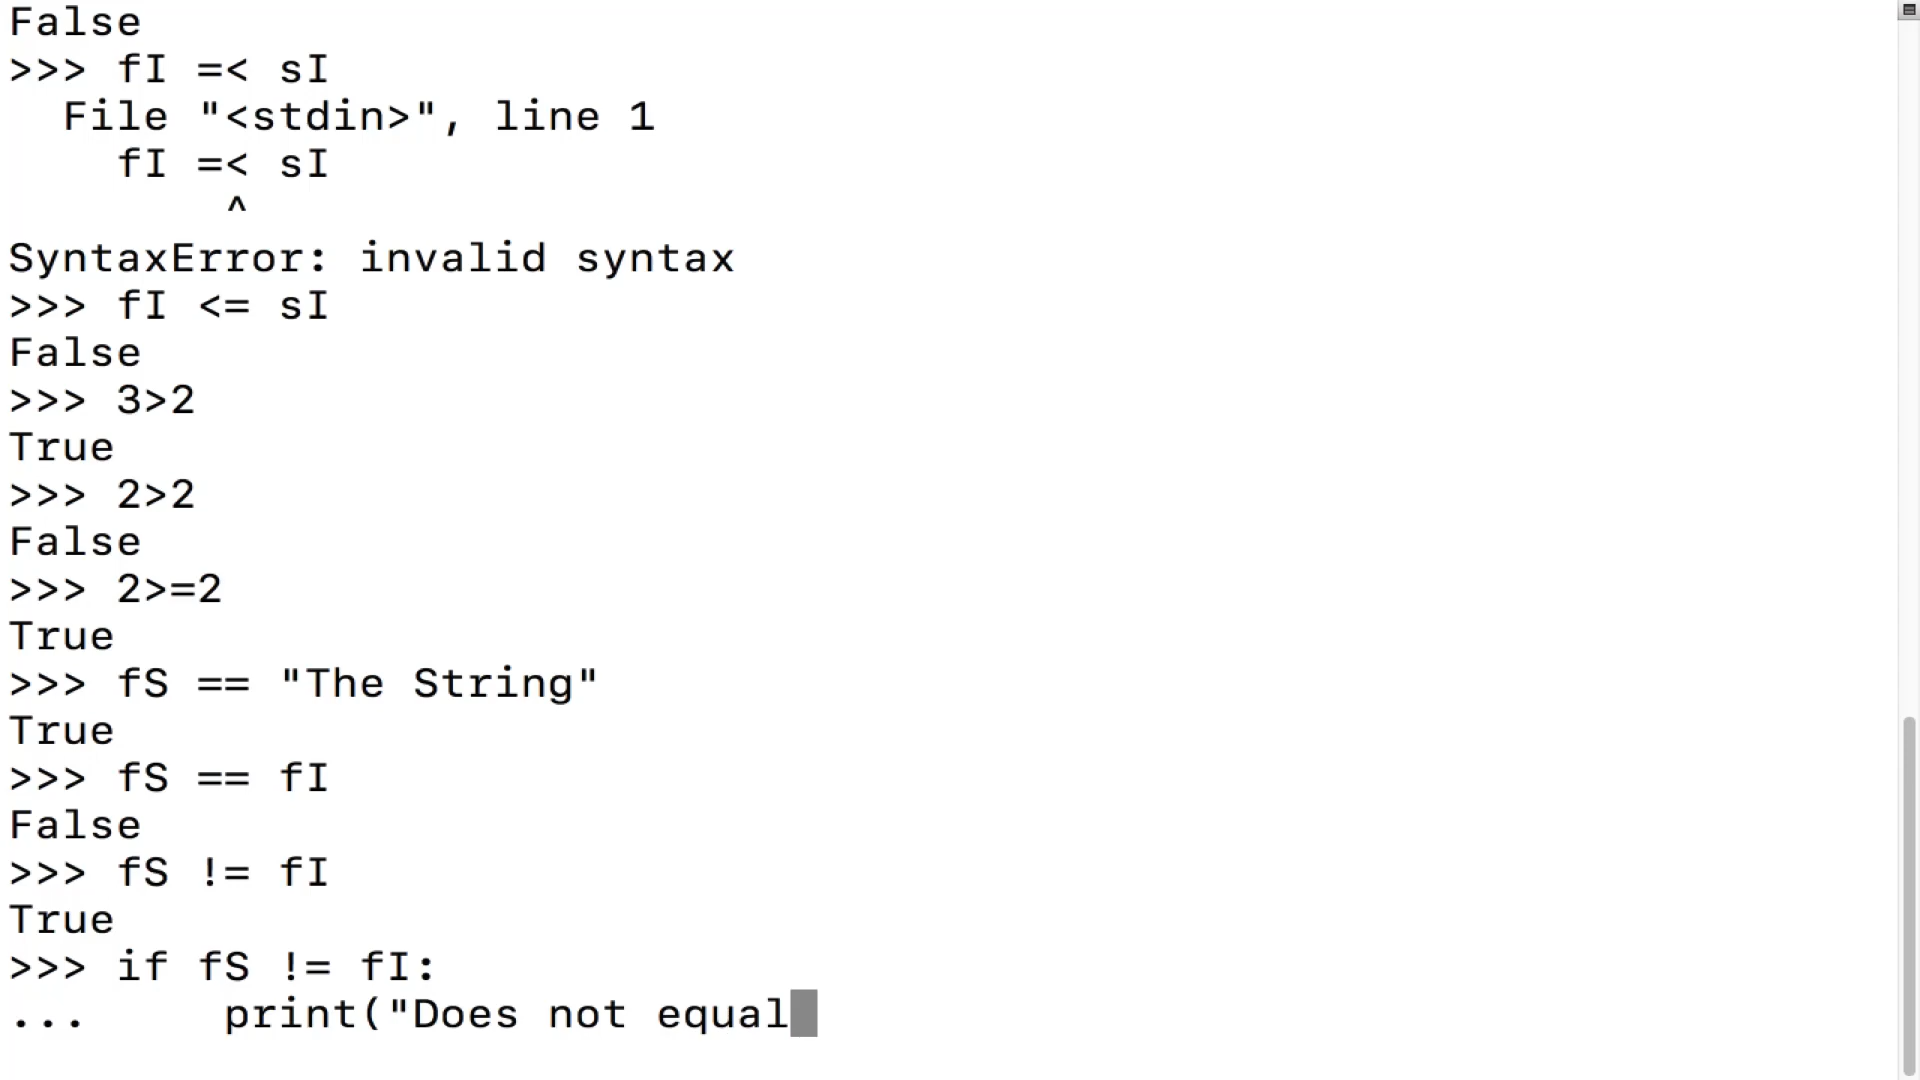 False
>>> fI =< sI
  File "<stdin>", line 1
    fI =< sI
        ^
SyntaxError: invalid syntax
>>> fI <= sI
False
>>> 3>2
True
>>> 2>2
False
>>> 2>=2
True
>>> fS == "The String"
True
>>> fS == fI
False
>>> fS != fI
True
>>> if fS != fI:
...     print("Does not equal